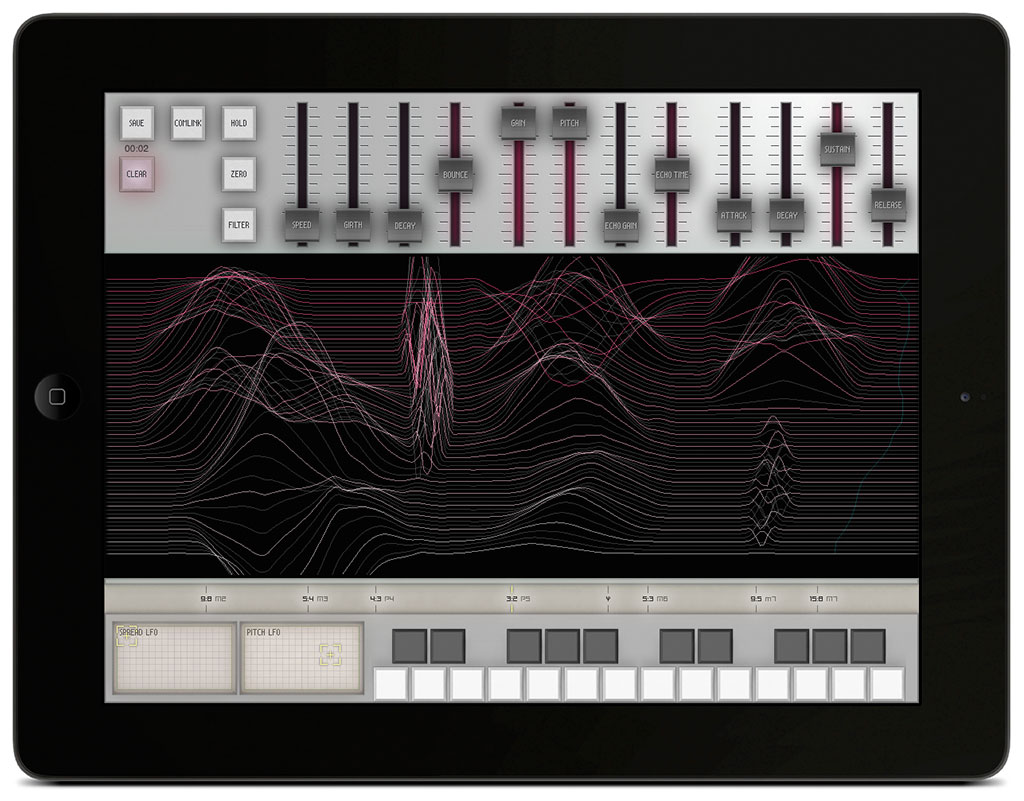 SAVE
COMLINK
HOLD
00:02
CLEAR
ZERO
FILTER
SPEED
GIRTH
DECAY
BOUNCE
GAIN
PITCH
ECHO GAIN
ECHO TIME
ATTACK
DECAY
SUSTAIN
RELEASE
9:8 M2
5:4 M3
4:3 P4
3:2 P5
5:3 M6
9:5 m7
15:8 M7
SPREAD LFO
PITCH LFO